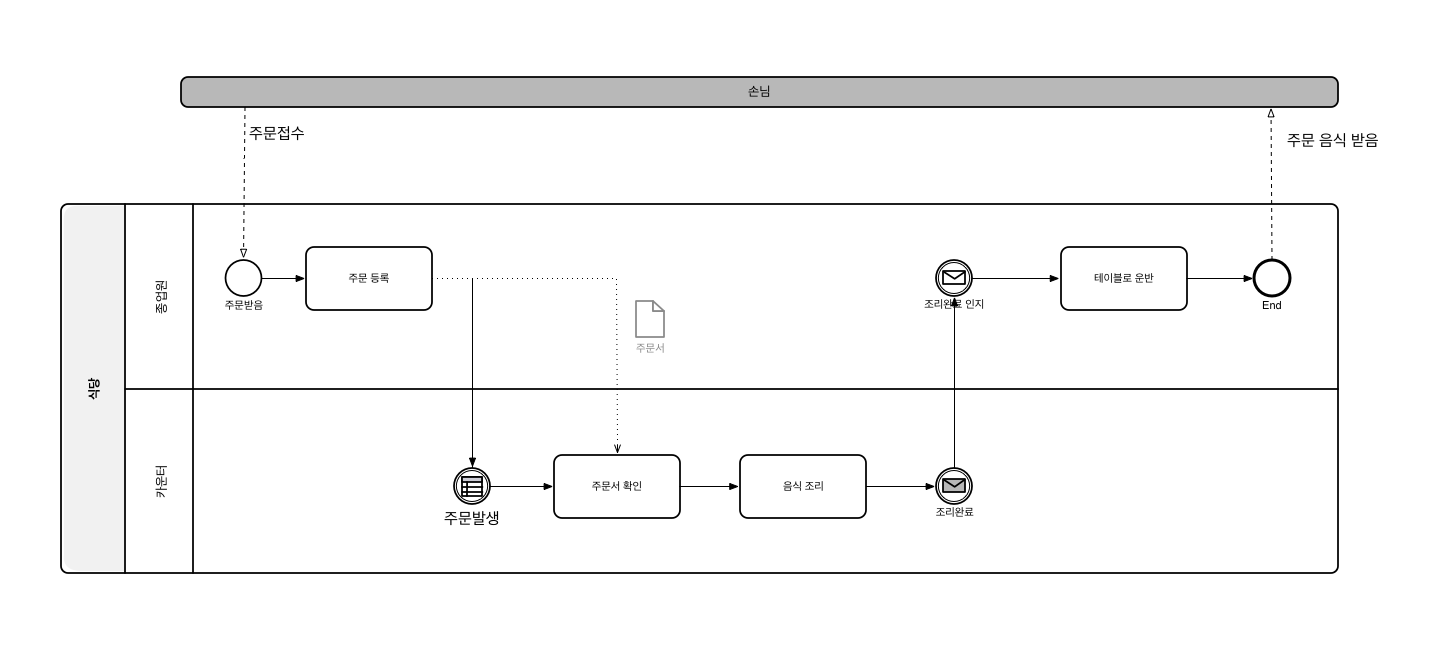 손님
주문접수
주문 음식 받음
식당
종업원
주문받음
주문 등록
주문서
조리완료 인지
테이블로 운반
End
카운터
주문발생
주문서 확인
음식 조리
조리완료